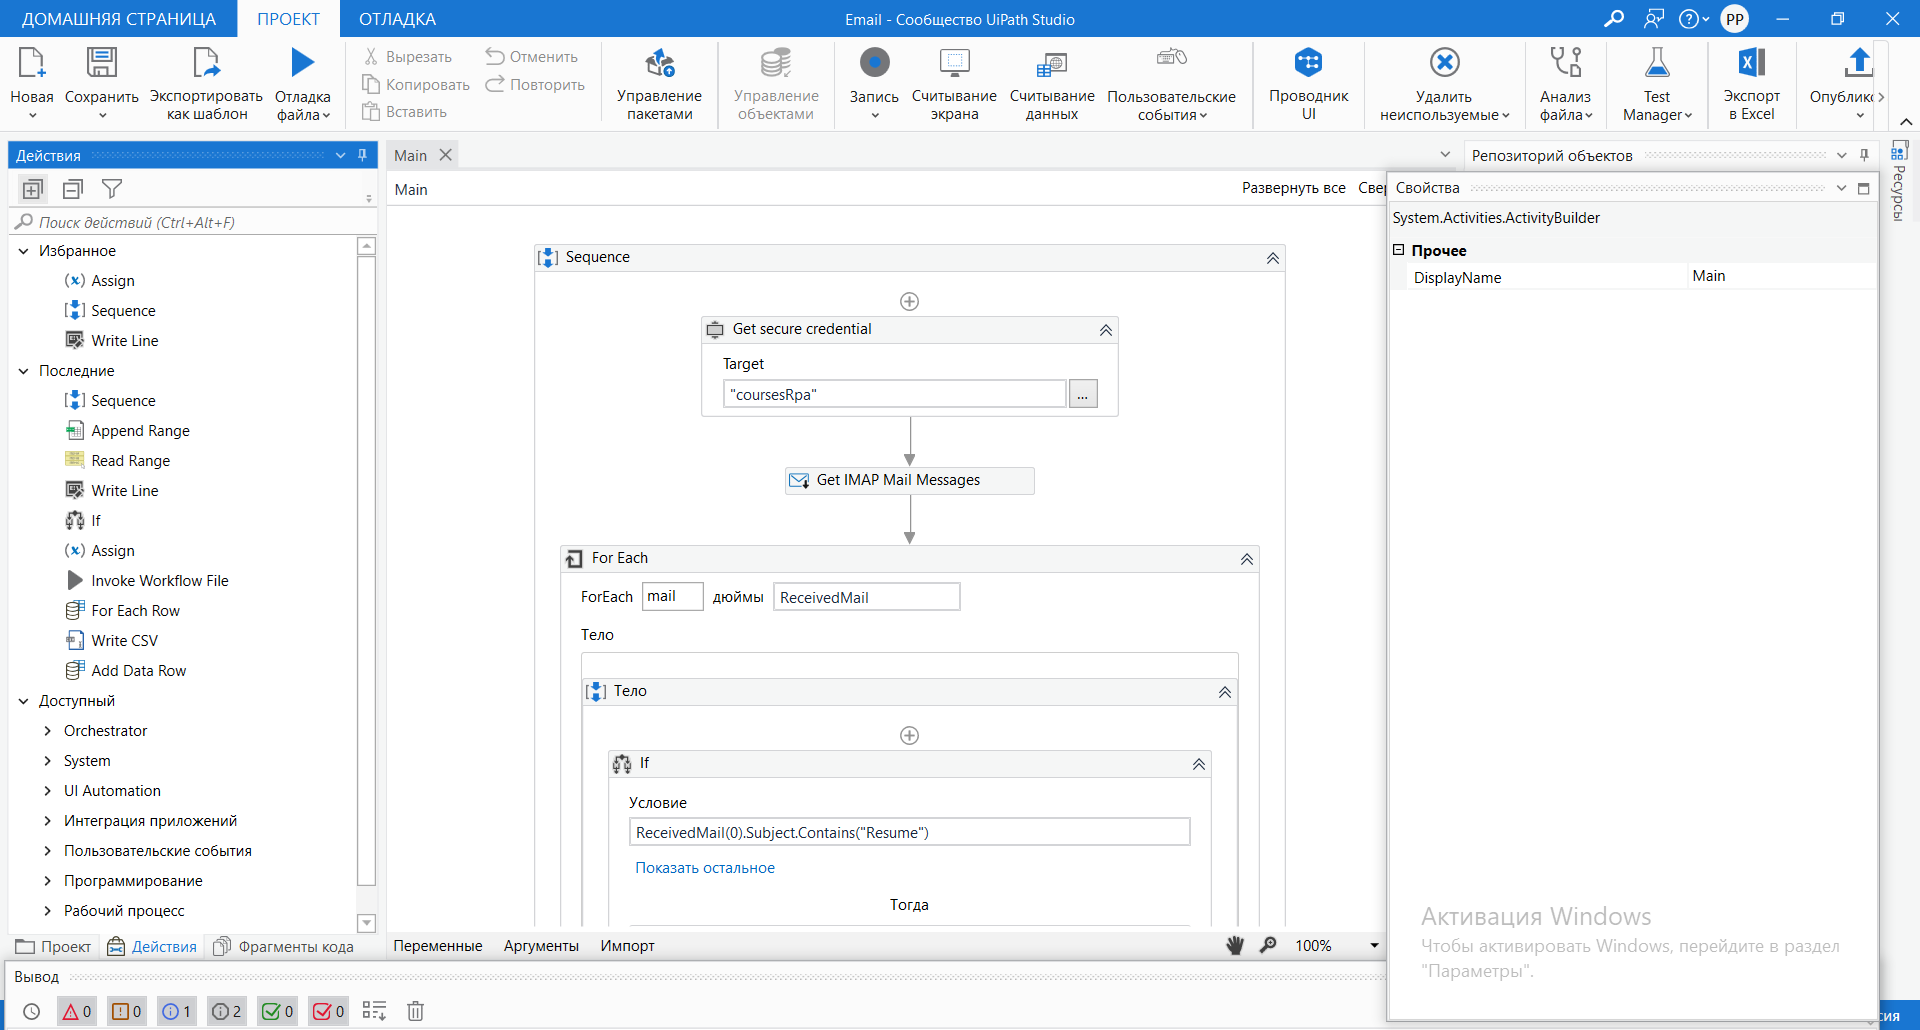 ДОМАШНЯЯ СТРАНИЦА ПРОЕКТ ОТЛАДКА Email - Сообщество UiPath Studio PP
Новая Сохранить Экспортировать как шаблон Отладка файла
Вырезать Отменить
Копировать Повторить
Вставить
Управление пакетами Управление объектами Запись Считывание экрана Считывание данных Пользовательские события Проводник UI Удалить неиспользуемые Анализ файла Test Manager Экспорт в Excel
Действия
Поиск действий (Ctrl+Alt+F)
Избранное
Assign
Sequence
Write Line
Последние
Sequence
Append Range
Read Range
Write Line
If
Assign
Invoke Workflow File
For Each Row
Write CSV
Add Data Row
Доступный
Orchestrator
System
UI Automation
Интеграция приложений
Пользовательские события
Программирование
Рабочий процесс
Проект Действия Фрагменты кода
Main
Main Развернуть все
Sequence
Get secure credential
Target
"coursesRpa" ...
Get IMAP Mail Messages
For Each
ForEach mail дюймы ReceivedMail
Тело
Тело
If
Условие
ReceivedMail(0).Subject.Contains("Resume")
Показать остальное
Тогда
Переменные Аргументы Импорт 100%
Репозиторий объектов
Ресурсы
Свойства
System.Activities.ActivityBuilder
Прочее
DisplayName Main
Активация Windows
Чтобы активировать Windows, перейдите в раздел
"Параметры".
Вывод
0 0 1 2 0 0